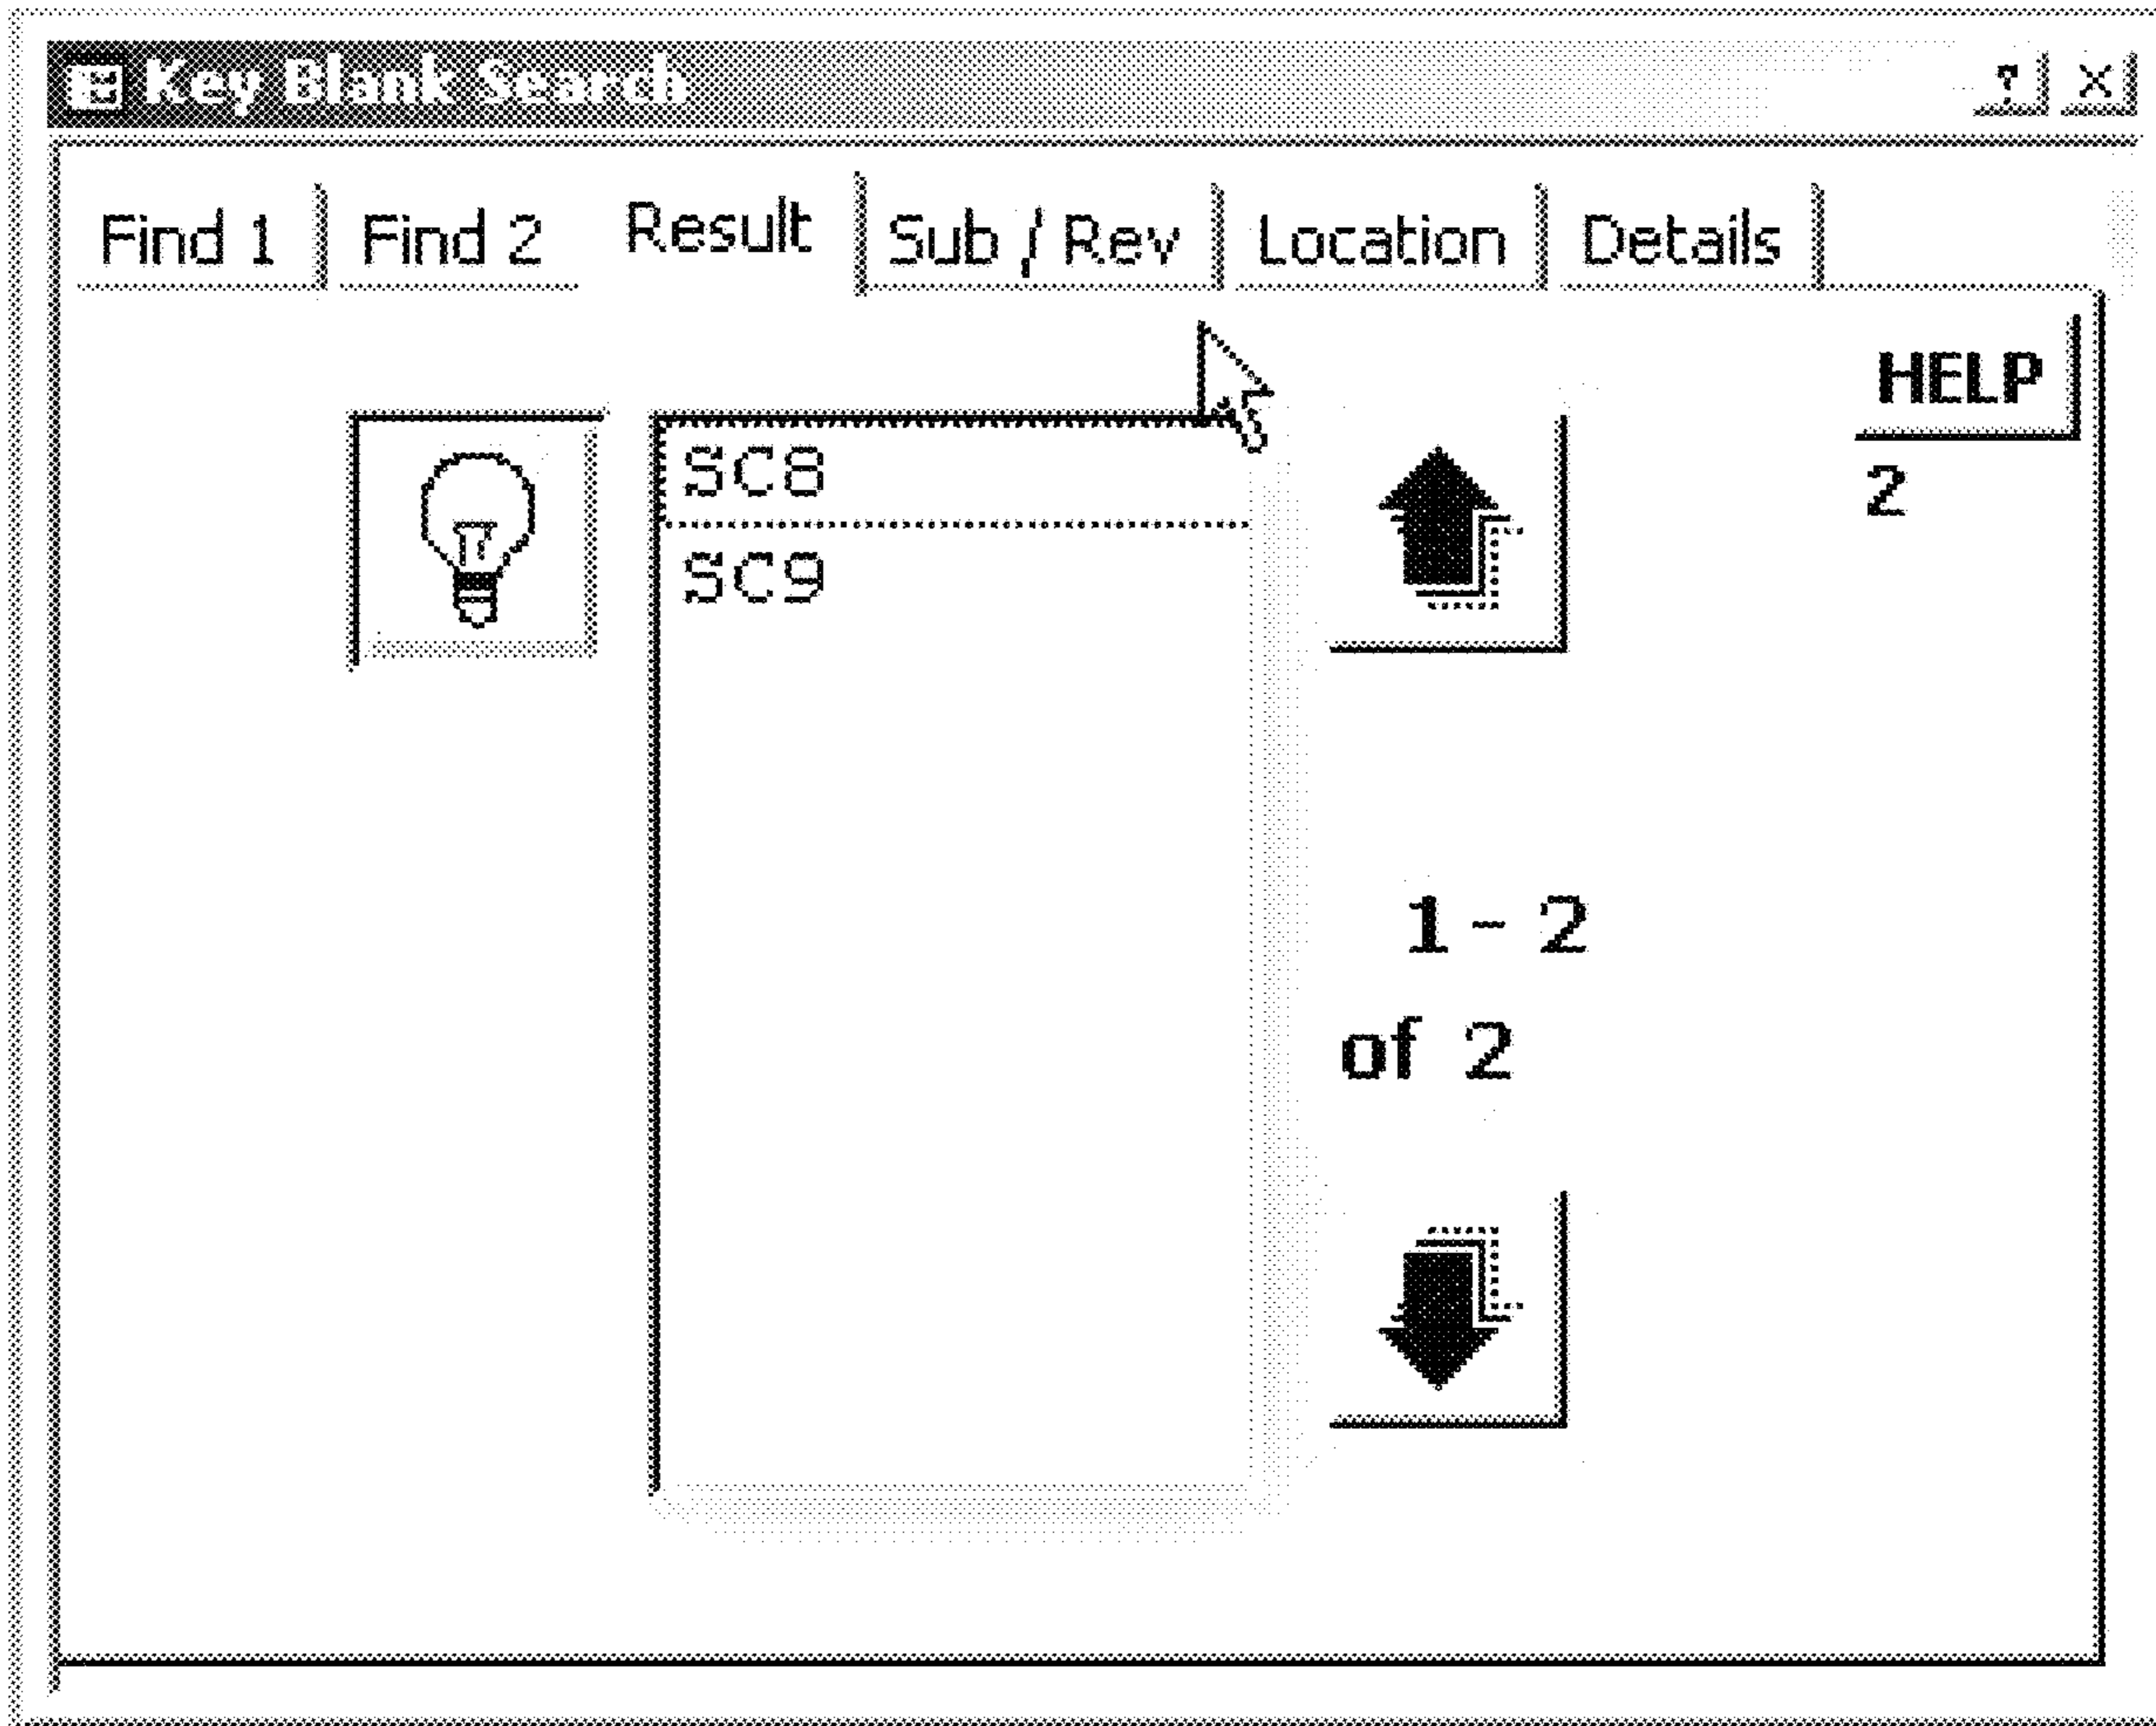 Key Blank Search ? X
Find 1 Find 2 Result Sub / Rev Location Details
HELP
2
SC8
SC9
1 - 2
of 2